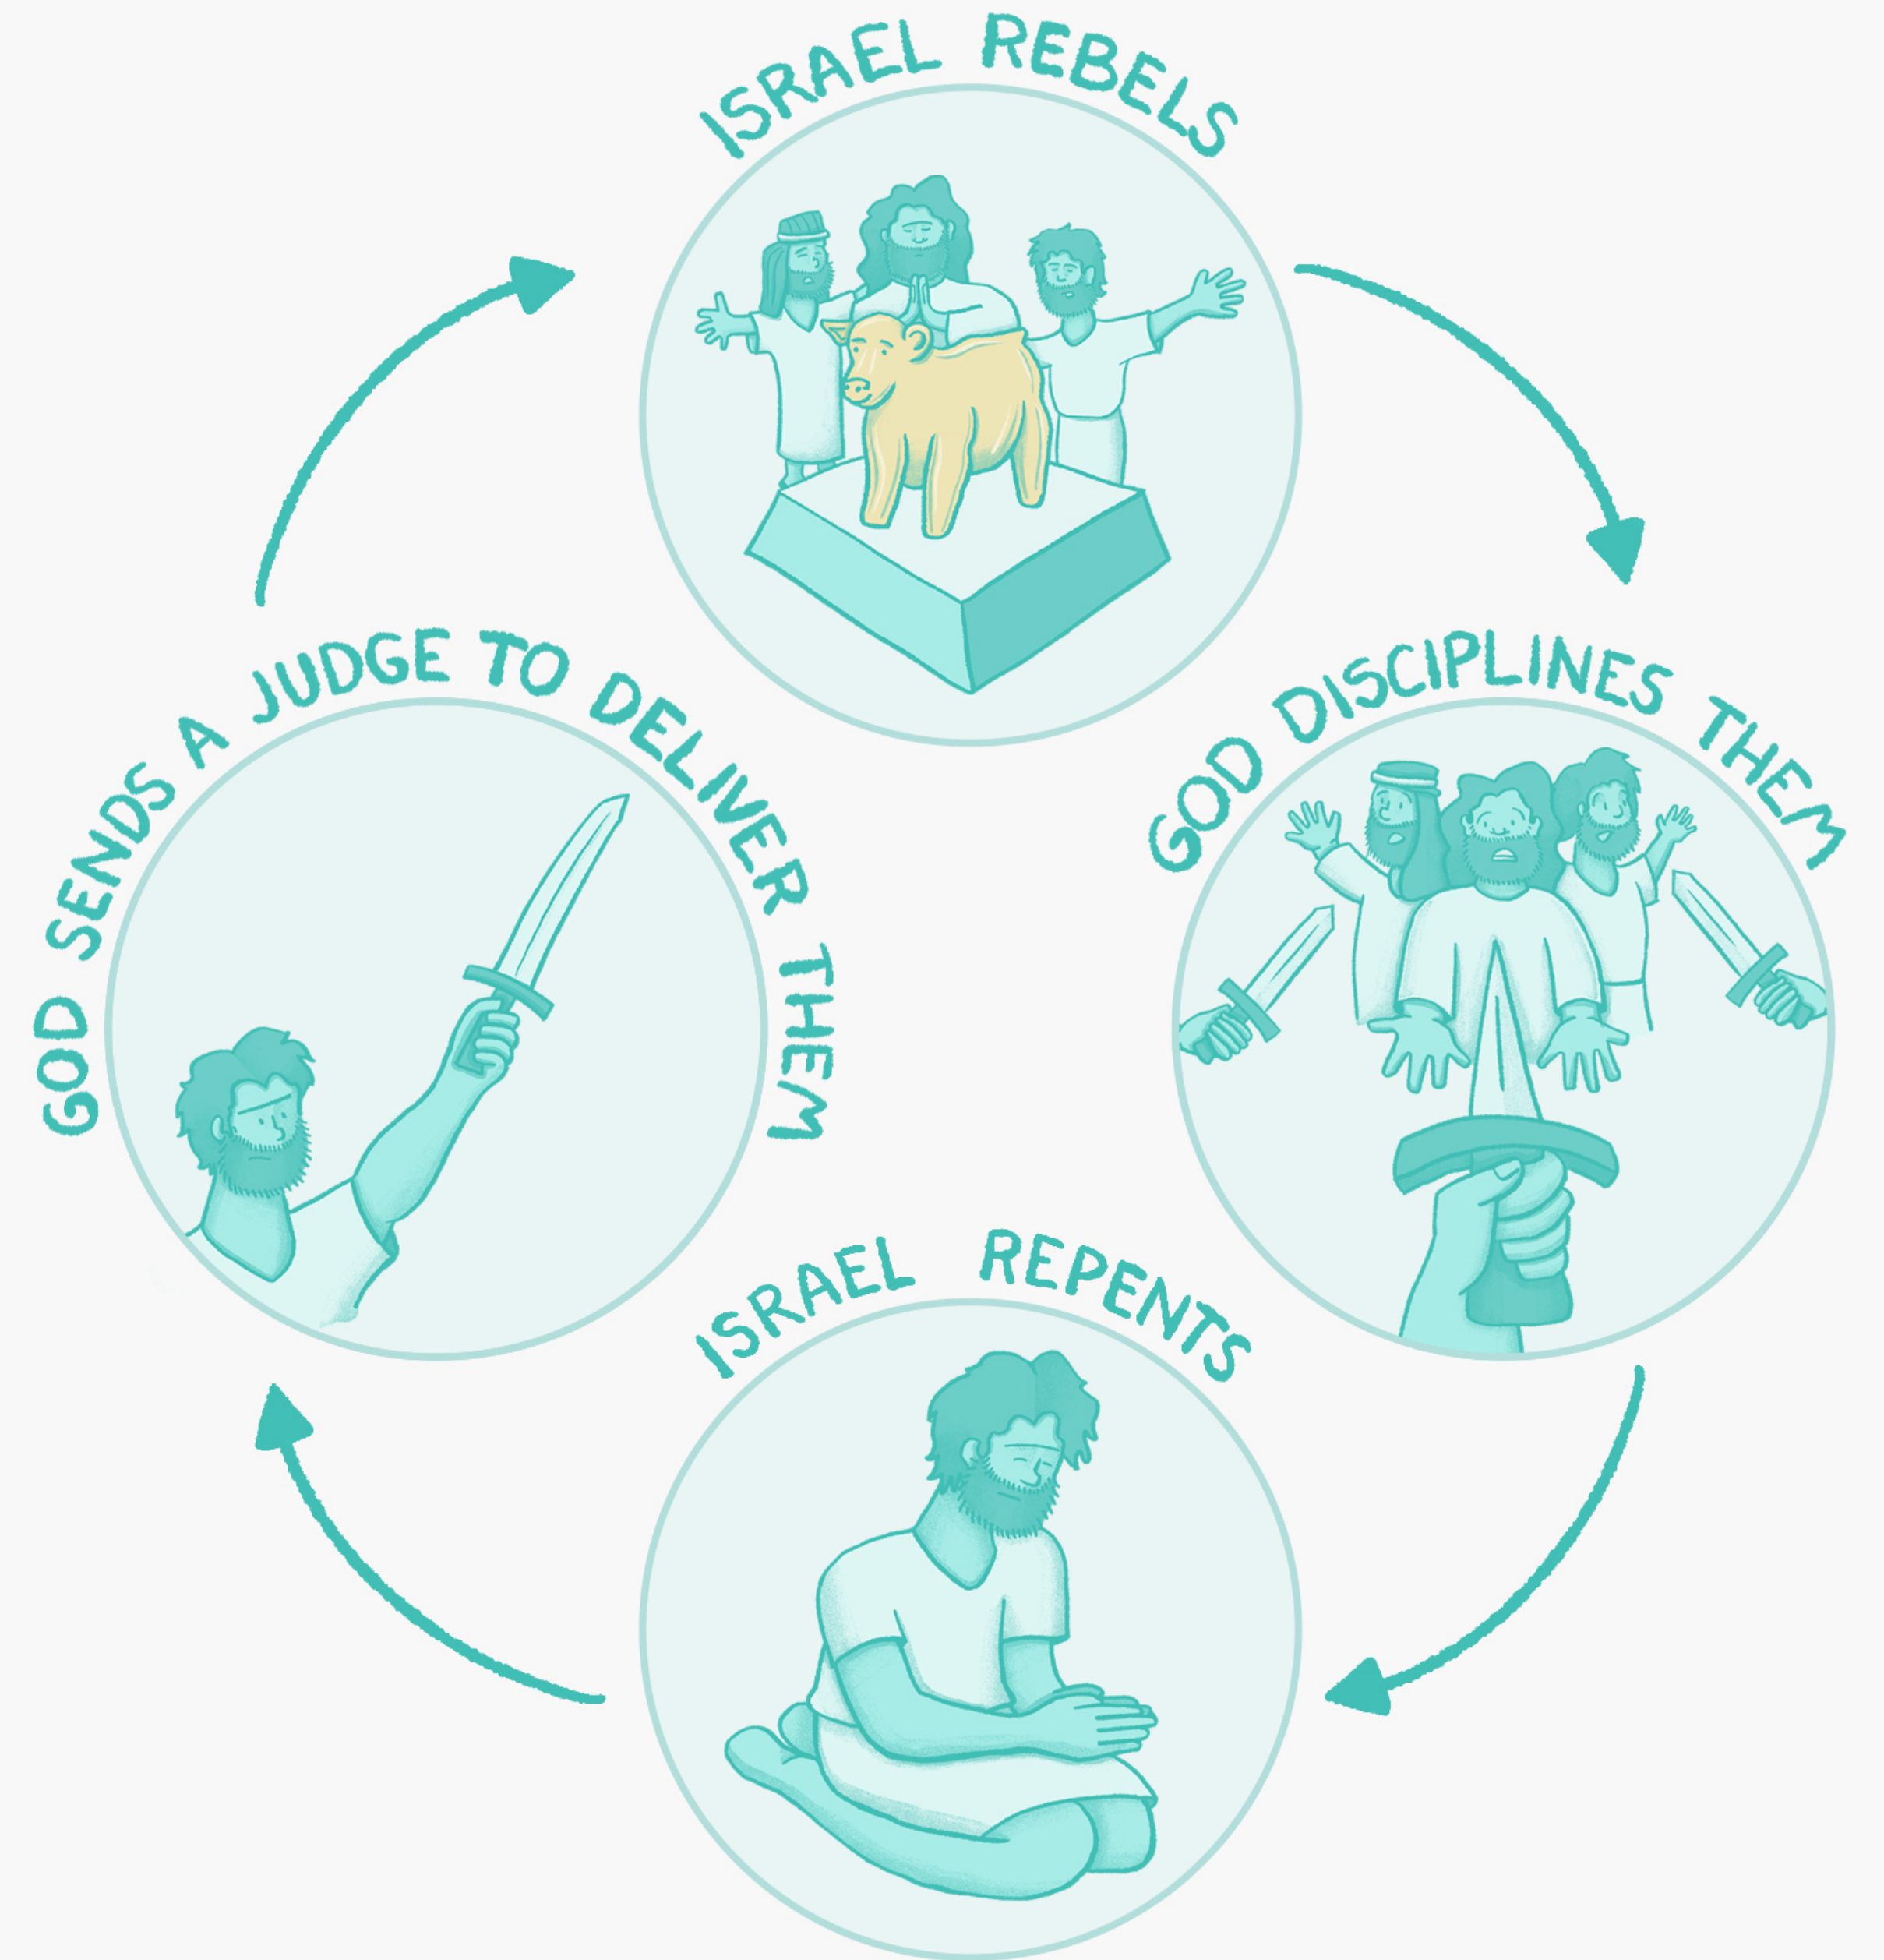 ISRAEL REBELS
GOD DISCIPLINES THEM
ISRAEL REPENTS
GOD SENDS A JUDGE TO DELIVER THEM